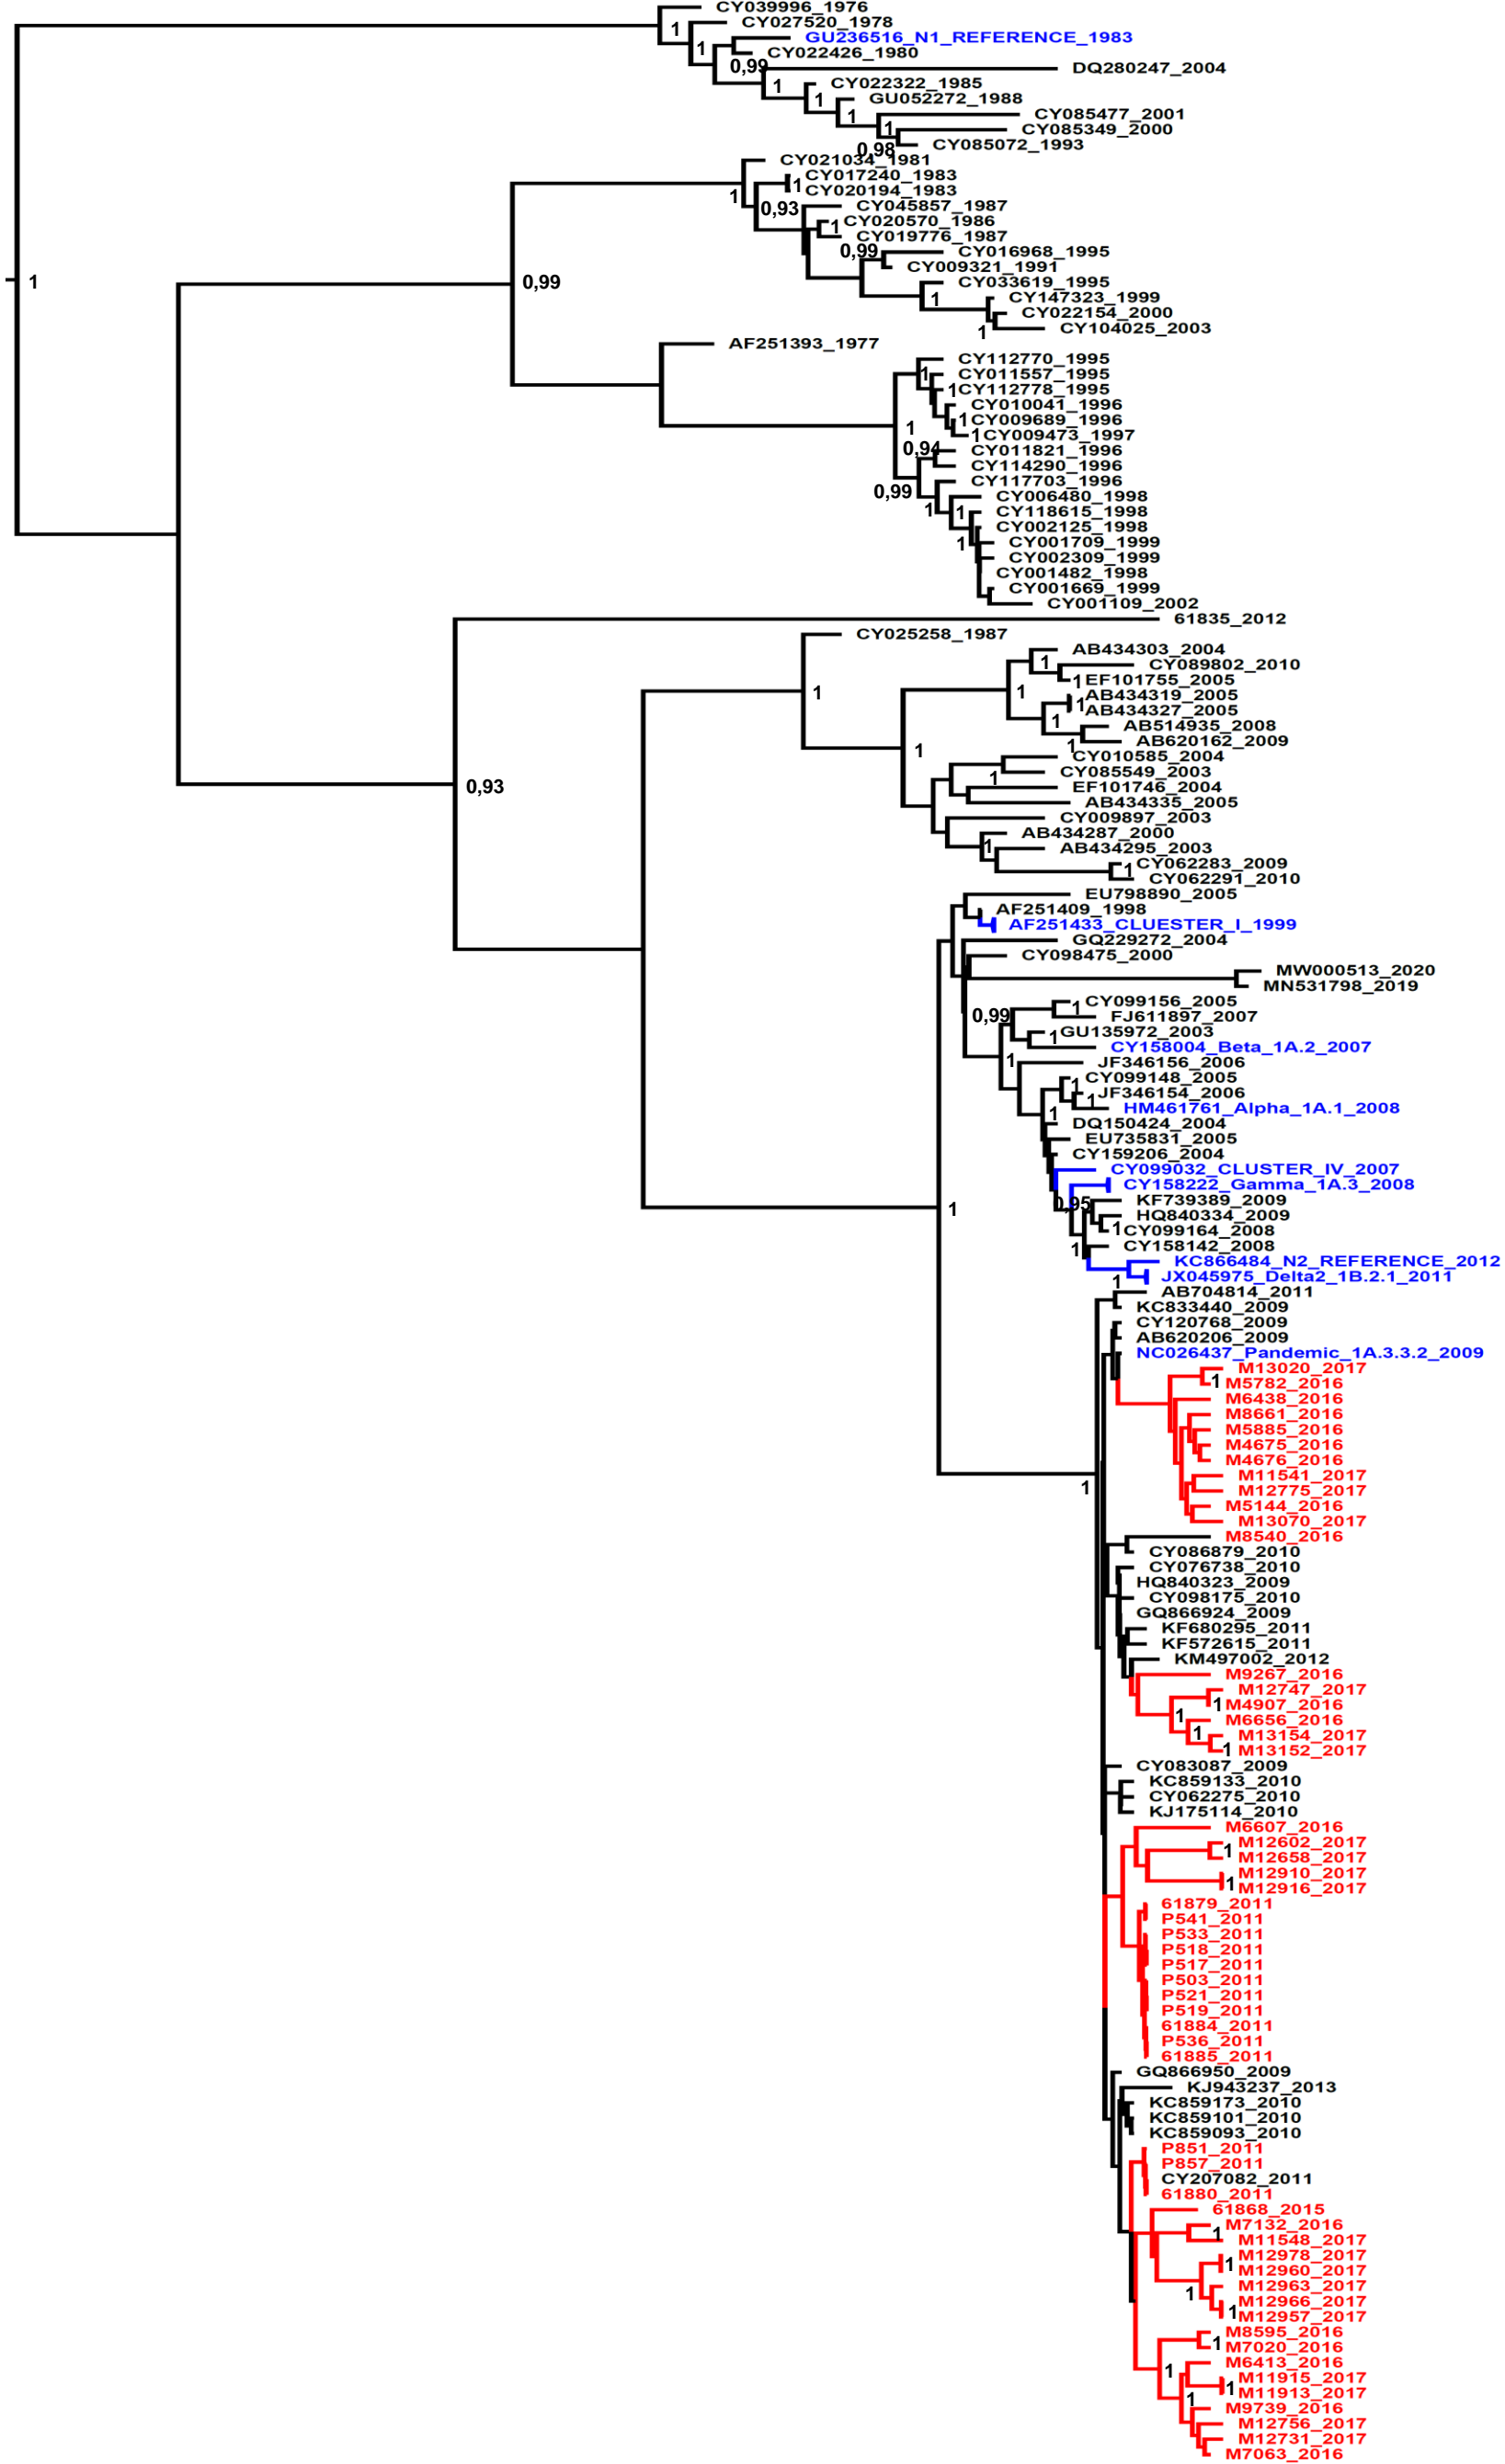 CY039996_1976
1
CY027520_1978
1
GU236516_N1_REFERENCE_1983
CY022426_1980
0,99
DQ280247_2004
1
CY022322_1985
1
GU052272_1988
1
CY085477_2001
1
CY085349_2000
0,98
CY085072_1993
CY021034_1981
1
CY017240_1983
1
CY020194_1983
0,93
CY045857_1987
CY020570_1986
1
CY019776_1987
0,99
CY016968_1995
CY009321_1991
1
0,99
CY033619_1995
1
CY147323_1999
CY022154_2000
1
CY104025_2003
AF251393_1977
CY112770_1995
1
CY011557_1995
1
CY112778_1995
CY010041_1996
1
CY009689_1996
1
1
CY009473_1997
0,94
CY011821_1996
CY114290_1996
0,99
CY117703_1996
1
CY006480_1998
1
CY118615_1998
CY002125_1998
1
CY001709_1999
CY002309_1999
CY001482_1998
CY001669_1999
CY001109_2002
61835_2012
CY025258_1987
AB434303_2004
1
CY089802_2010
1
EF101755_2005
1
1
AB434319_2005
1
AB434327_2005
1
AB514935_2008
1
AB620162_2009
1
CY010585_2004
1
CY085549_2003
0,93
EF101746_2004
AB434335_2005
CY009897_2003
AB434287_2000
1
AB434295_2003
CY062283_2009
1
CY062291_2010
EU798890_2005
AF251409_1998
AF251433_CLUESTER_I_1999
GQ229272_2004
CY098475_2000
MW000513_2020
MN531798_2019
CY099156_2005
1
0,99
FJ611897_2007
GU135972_2003
1
CY158004_Beta_1A.2_2007
1
JF346156_2006
CY099148_2005
1
JF346154_2006
1
HM461761_Alpha_1A.1_2008
1
DQ150424_2004
EU735831_2005
CY159206_2004
CY099032_CLUSTER_IV_2007
CY158222_Gamma_1A.3_2008
0,95
KF739389_2009
1
HQ840334_2009
1
CY099164_2008
CY158142_2008
1
KC866484_N2_REFERENCE_2012
JX045975_Delta2_1B.2.1_2011
1
AB704814_2011
KC833440_2009
CY120768_2009
AB620206_2009
NC026437_Pandemic_1A.3.3.2_2009
M13020_2017
1
M5782_2016
M6438_2016
M8661_2016
M5885_2016
M4675_2016
M4676_2016
M11541_2017
1
M12775_2017
M5144_2016
M13070_2017
M8540_2016
CY086879_2010
CY076738_2010
HQ840323_2009
CY098175_2010
GQ866924_2009
KF680295_2011
KF572615_2011
KM497002_2012
M9267_2016
M12747_2017
1
M4907_2016
1
M6656_2016
1
M13154_2017
1
M13152_2017
CY083087_2009
KC859133_2010
CY062275_2010
KJ175114_2010
M6607_2016
M12602_2017
1
M12658_2017
M12910_2017
1
M12916_2017
61879_2011
P541_2011
P533_2011
P518_2011
P517_2011
P503_2011
P521_2011
P519_2011
61884_2011
P536_2011
61885_2011
GQ866950_2009
KJ943237_2013
KC859173_2010
KC859101_2010
KC859093_2010
P851_2011
P857_2011
CY207082_2011
61880_2011
61868_2015
M7132_2016
1
M11548_2017
M12978_2017
1
M12960_2017
M12963_2017
1
M12966_2017
1
M12957_2017
M8595_2016
1
M7020_2016
M6413_2016
1
M11915_2017
1
M11913_2017
1
M9739_2016
M12756_2017
M12731_2017
M7063_2016